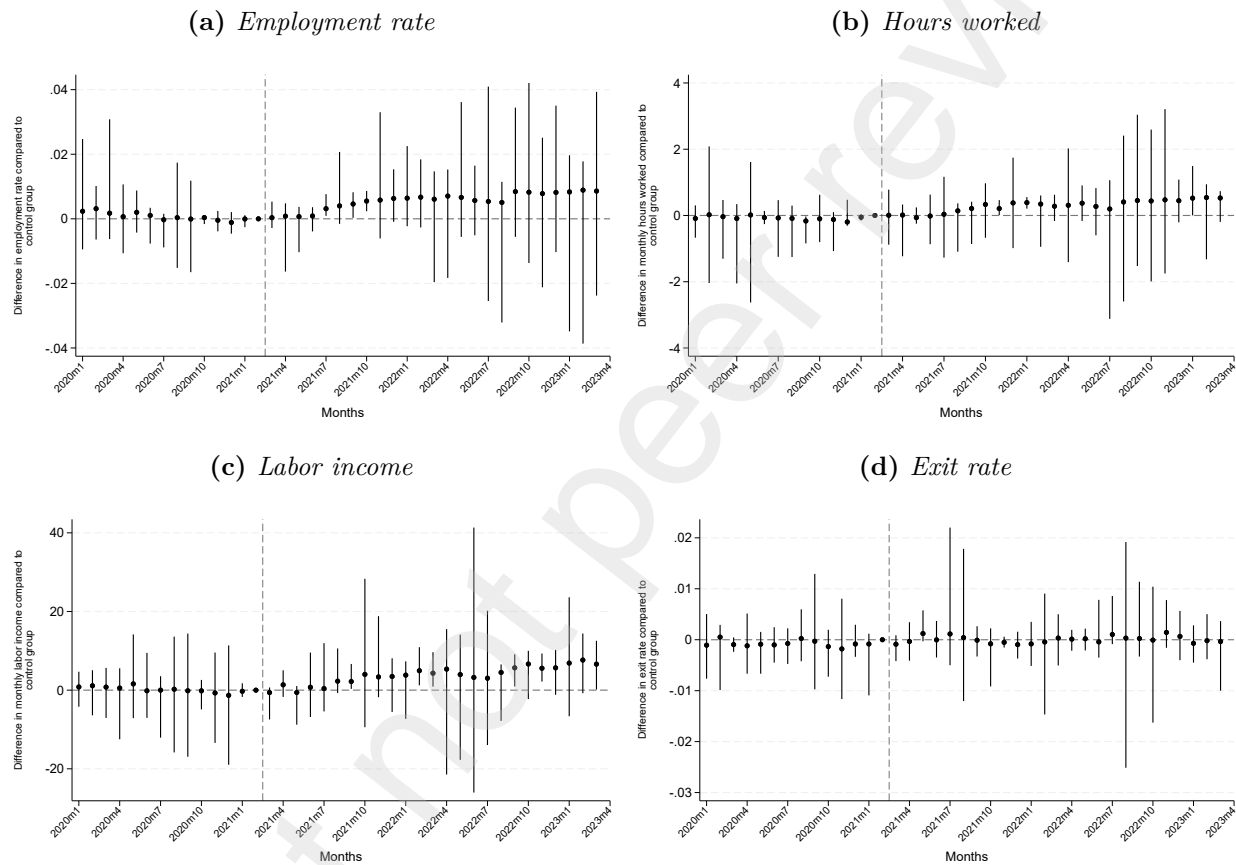 (a) Employment rate
Difference in employment rate compared to
control group
.04
.02
0
-.02
-.04
2020m1
2020m4
2020m7
2020m10
2021m1
2021m4
2021m7
2021m10
2022m1
2022m4
2022m7
2022m10
2023m1
2023m4
Months
(b) Hours worked
Difference in monthly hours worked compared to
control group
4
2
0
-2
-4
2020m1
2020m4
2020m7
2020m10
2021m1
2021m4
2021m7
2021m10
2022m1
2022m4
2022m7
2022m10
2023m1
2023m4
Months
(c) Labor income
Difference in monthly labor income compared to
control group
40
20
0
-20
2020m1
2020m4
2020m7
2020m10
2021m1
2021m4
2021m7
2021m10
2022m1
2022m4
2022m7
2022m10
2023m1
2023m4
Months
(d) Exit rate
Difference in exit rate compared to
control group
.02
.01
0
-.01
-.02
-.03
2020m1
2020m4
2020m7
2020m10
2021m1
2021m4
2021m7
2021m10
2022m1
2022m4
2022m7
2022m10
2023m1
2023m4
Months
not peer revi